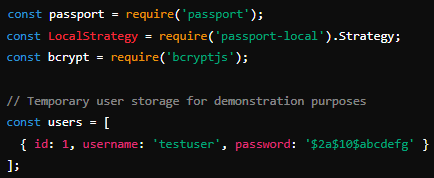 const passport = require('passport');
const LocalStrategy = require('passport-local').Strategy;
const bcrypt = require('bcryptjs');
// Temporary user storage for demonstration purposes
const users = [
  { id: 1, username: 'testuser', password: '$2a$10$abcdefg' }
];